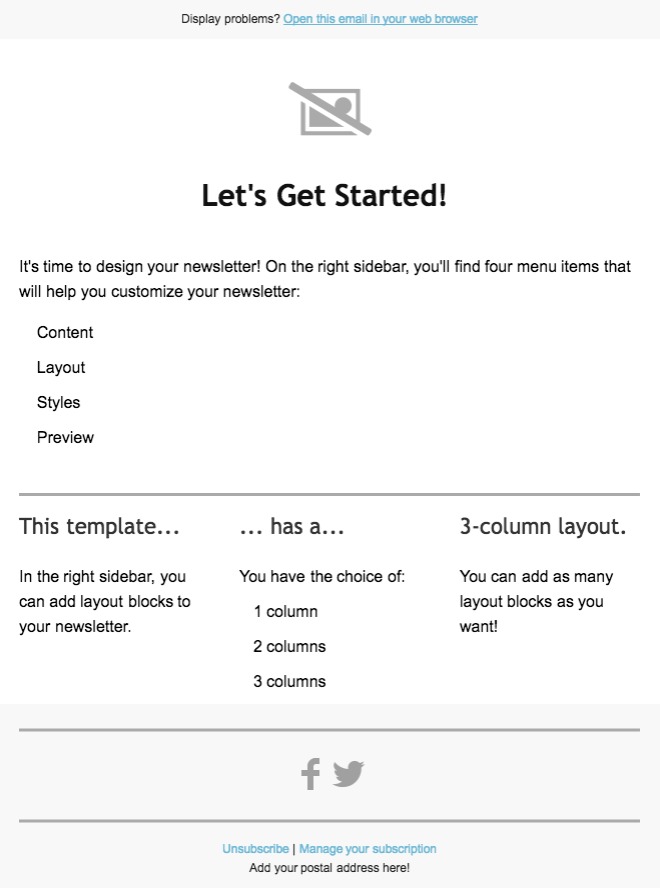 Display problems? Open this email in your web browser
Let's Get Started!
It's time to design your newsletter! On the right sidebar, you'll find four menu items that
will help you customize your newsletter:
Content
Layout
Styles
Preview
This template...
In the right sidebar, you
can add layout blocks to
your newsletter.
... has a...
You have the choice of:
1 column
2 columns
3 columns
3-column layout.
You can add as many
layout blocks as you
want!
Unsubscribe | Manage your subscription
Add your postal address here!